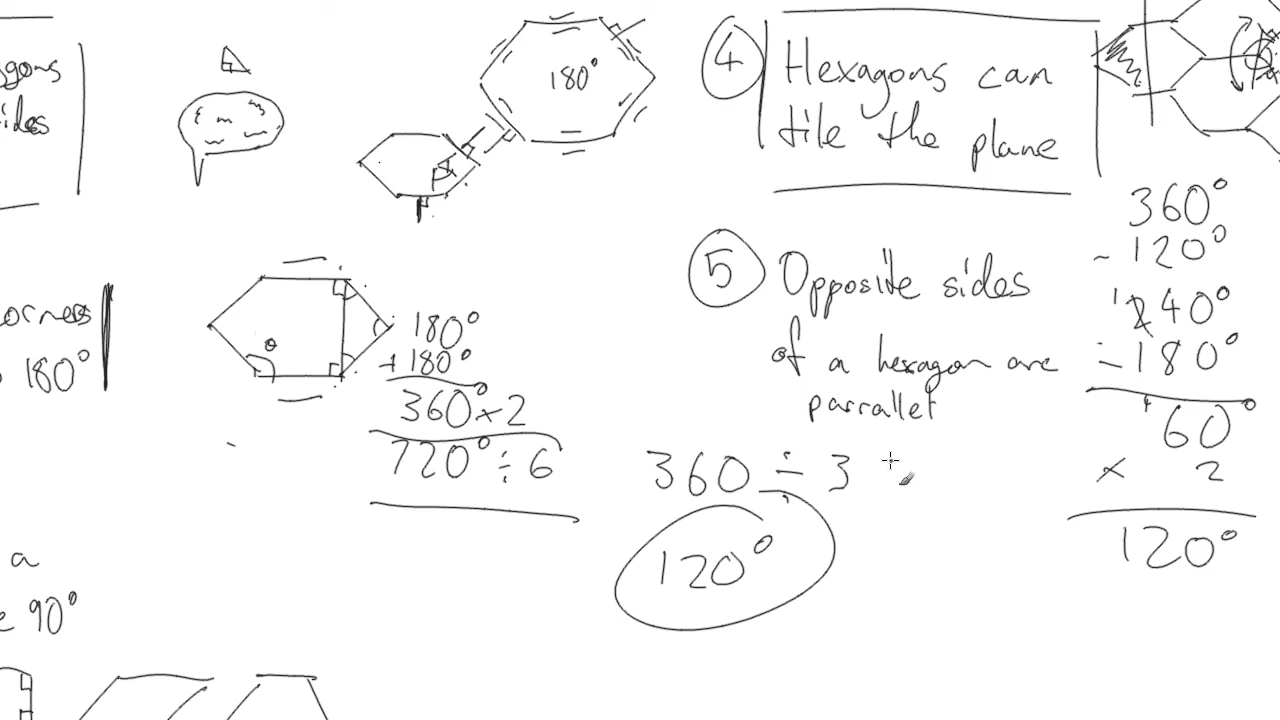 gons
ides
180°
4
Hexagons can
tile the plane
5
Opposite sides
of a hexagon are
parrallel
orners
180°
θ
180°
+180°
360°×2
720°÷6
360 ÷ 3
120°
360°
-120°
240°
-180°
60°
× 2
120°
a
e 90°